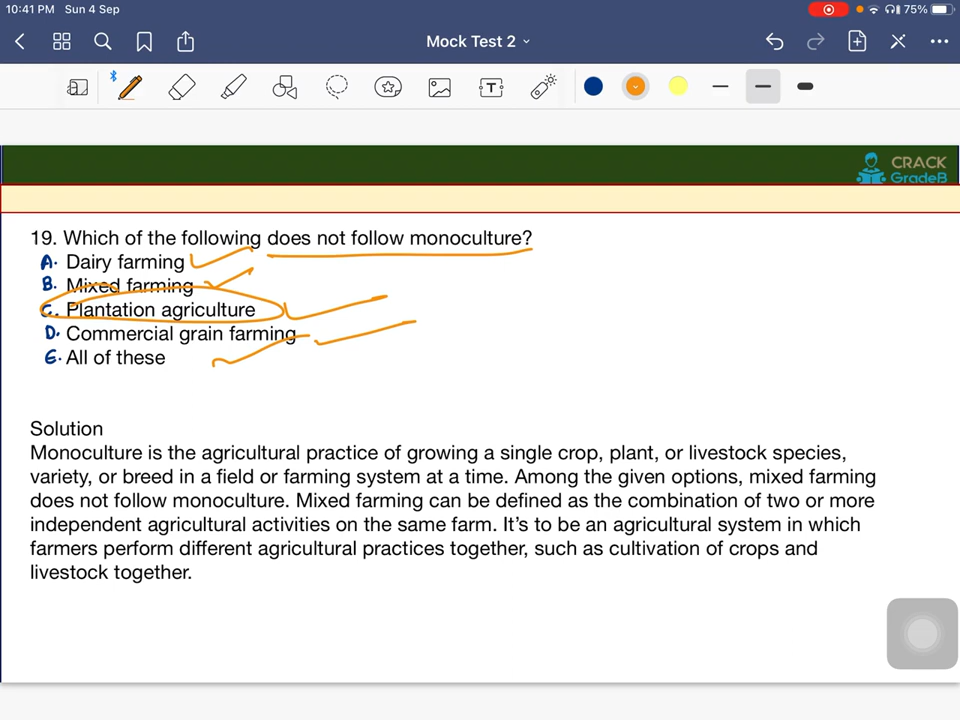 10:41 PM Sun 4 Sep 75%
Mock Test 2
T
CRACK
GradeB
19. Which of the following does not follow monoculture?
A. Dairy farming
B. Mixed farming
C. Plantation agriculture
D. Commercial grain farming
E. All of these
Solution
Monoculture is the agricultural practice of growing a single crop, plant, or livestock species,
variety, or breed in a field or farming system at a time. Among the given options, mixed farming
does not follow monoculture. Mixed farming can be defined as the combination of two or more
independent agricultural activities on the same farm. It's to be an agricultural system in which
farmers perform different agricultural practices together, such as cultivation of crops and
livestock together.